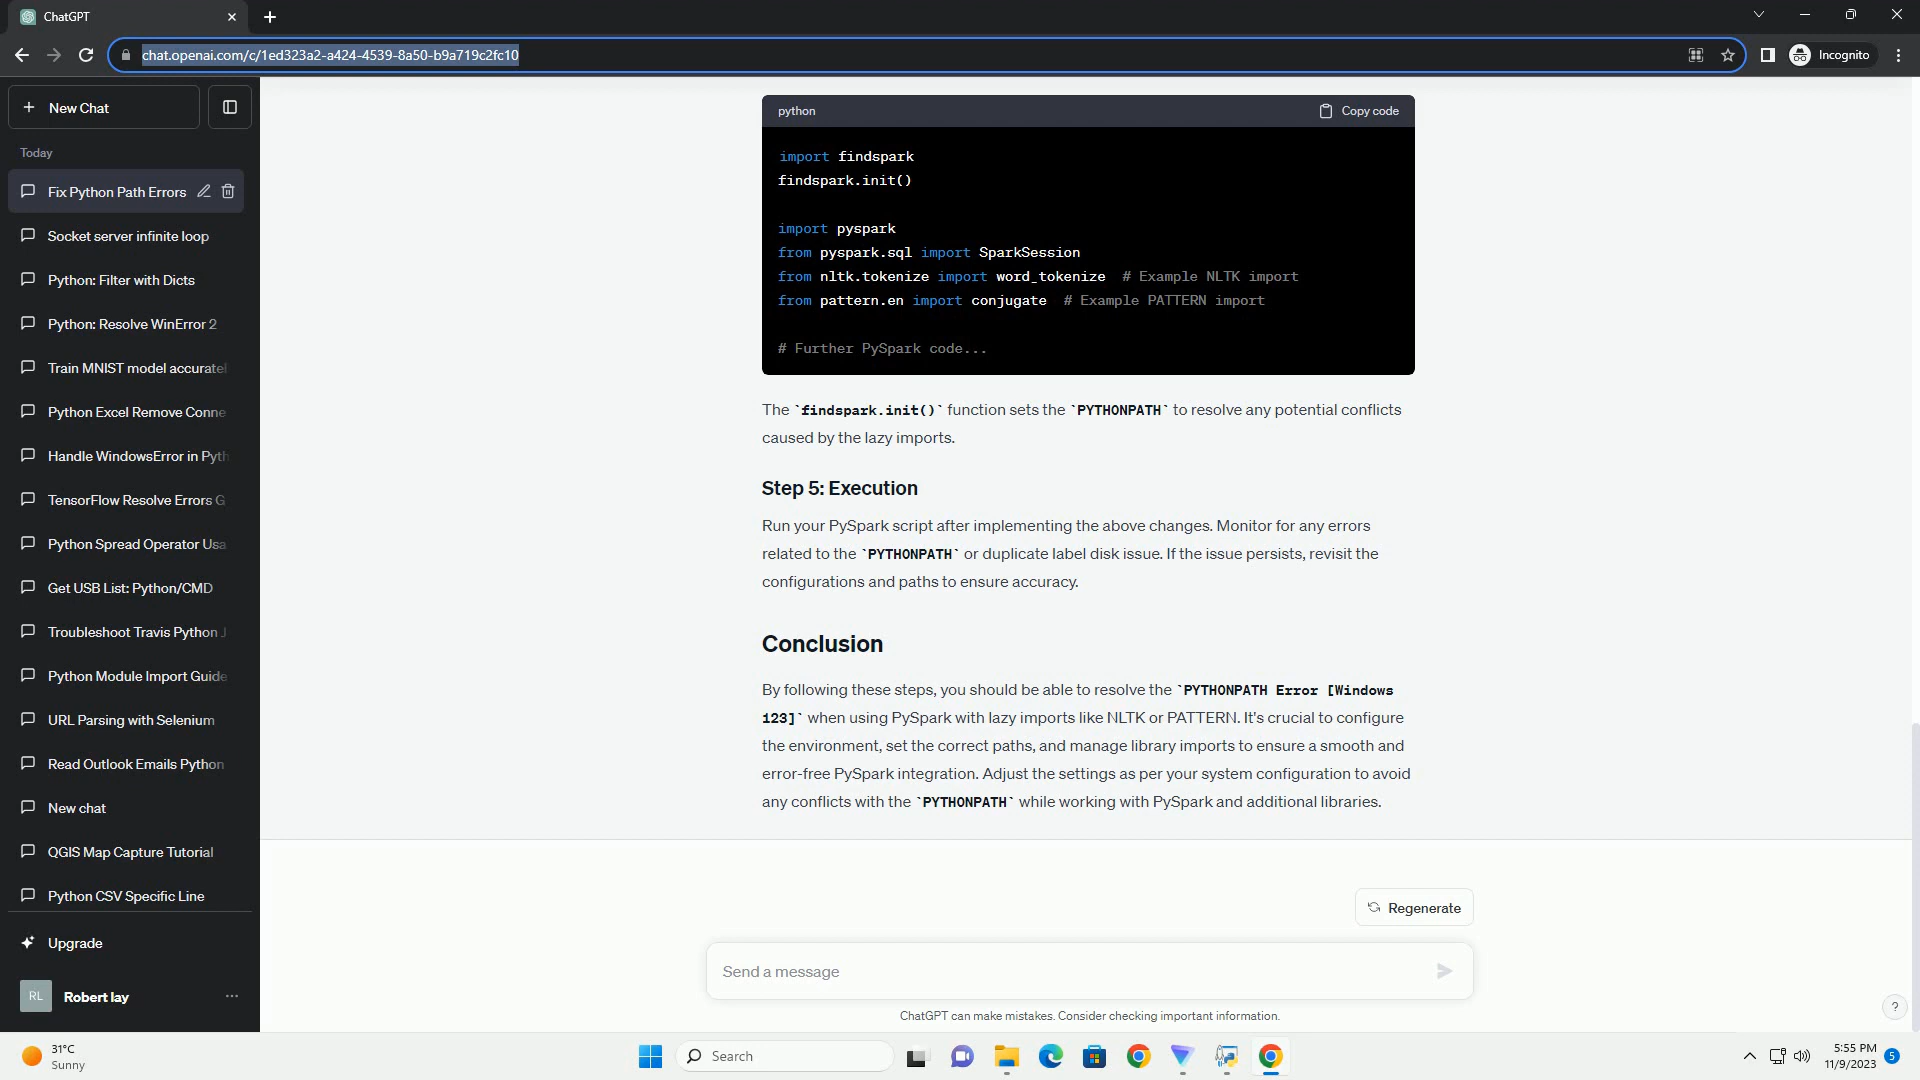 ChatGPT
chat.openai.com/c/1ed323a2-a424-4539-8a50-b9a719c2fc10
Incognito
New Chat
Today
Fix Python Path Errors
Socket server infinite loop
Python: Filter with Dicts
Python: Resolve WinError 2
Train MNIST model accuratel
Python Excel Remove Conne
Handle WindowsError in Pyth
TensorFlow Resolve Errors G
Python Spread Operator Usa
Get USB List: Python/CMD
Troubleshoot Travis Python J
Python Module Import Guide
URL Parsing with Selenium
Read Outlook Emails Python
New chat
QGIS Map Capture Tutorial
Python CSV Specific Line
Upgrade
RL
Robert lay
python
Copy code
import findspark
findspark.init()
import pyspark
from pyspark.sql import SparkSession
from nltk.tokenize import word_tokenize  # Example NLTK import
from pattern.en import conjugate  # Example PATTERN import
# Further PySpark code...
The `findspark.init()` function sets the `PYTHONPATH` to resolve any potential conflicts
caused by the lazy imports.
Step 5: Execution
Run your PySpark script after implementing the above changes. Monitor for any errors
related to the `PYTHONPATH` or duplicate label disk issue. If the issue persists, revisit the
configurations and paths to ensure accuracy.
Conclusion
By following these steps, you should be able to resolve the `PYTHONPATH Error [Windows
123]` when using PySpark with lazy imports like NLTK or PATTERN. It's crucial to configure
the environment, set the correct paths, and manage library imports to ensure a smooth and
error-free PySpark integration. Adjust the settings as per your system configuration to avoid
any conflicts with the `PYTHONPATH` while working with PySpark and additional libraries.
Regenerate
Send a message
ChatGPT can make mistakes. Consider checking important information.
?
31°C
Sunny
Search
5:55 PM
11/9/2023
5